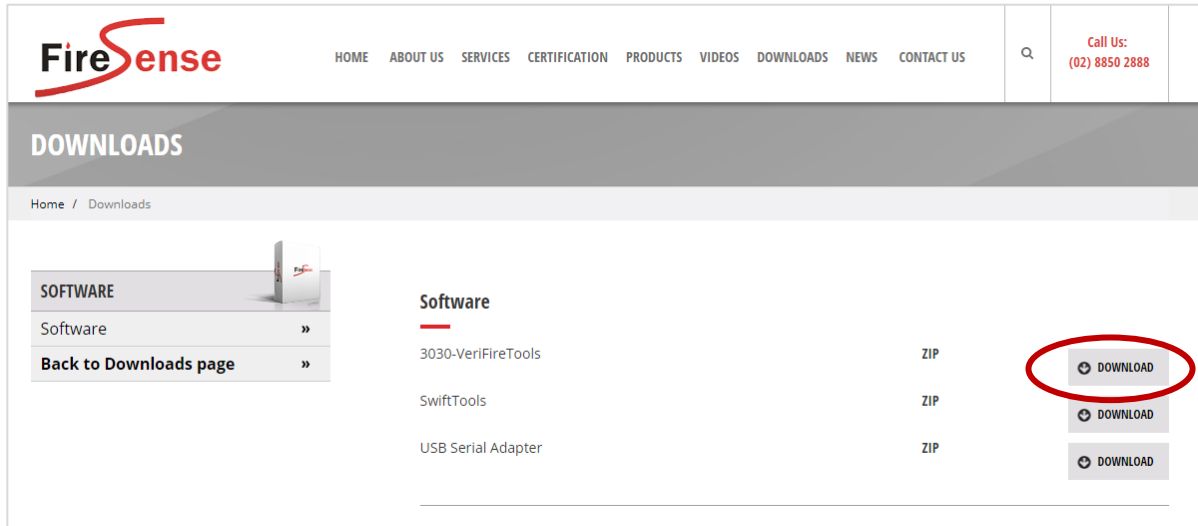 FireSense
HOME ABOUT US SERVICES CERTIFICATION PRODUCTS VIDEOS DOWNLOADS NEWS CONTACT US
Call Us:
(02) 8850 2888
DOWNLOADS
Home / Downloads
SOFTWARE
Software »
Back to Downloads page »
Software
3030-VeriFireTools ZIP DOWNLOAD
SwiftTools ZIP DOWNLOAD
USB Serial Adapter ZIP DOWNLOAD